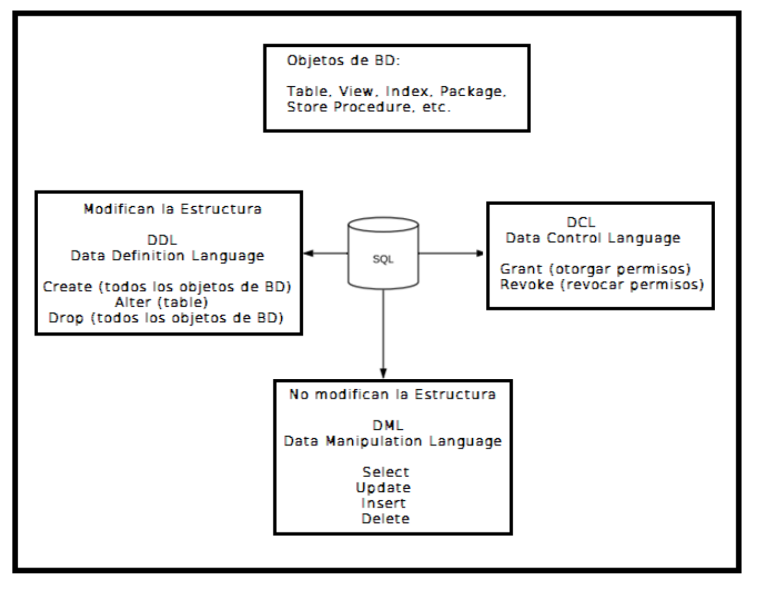 Objetos de BD:
Table, View, Index, Package,
Store Procedure, etc.
Modifican la Estructura
DDL
Data Definition Language
Create (todos los objetos de BD)
Alter (table)
Drop (todos los objetos de BD)
SQL
DCL
Data Control Language
Grant (otorgar permisos)
Revoke (revocar permisos)
No modifican la Estructura
DML
Data Manipulation Language
Select
Update
Insert
Delete